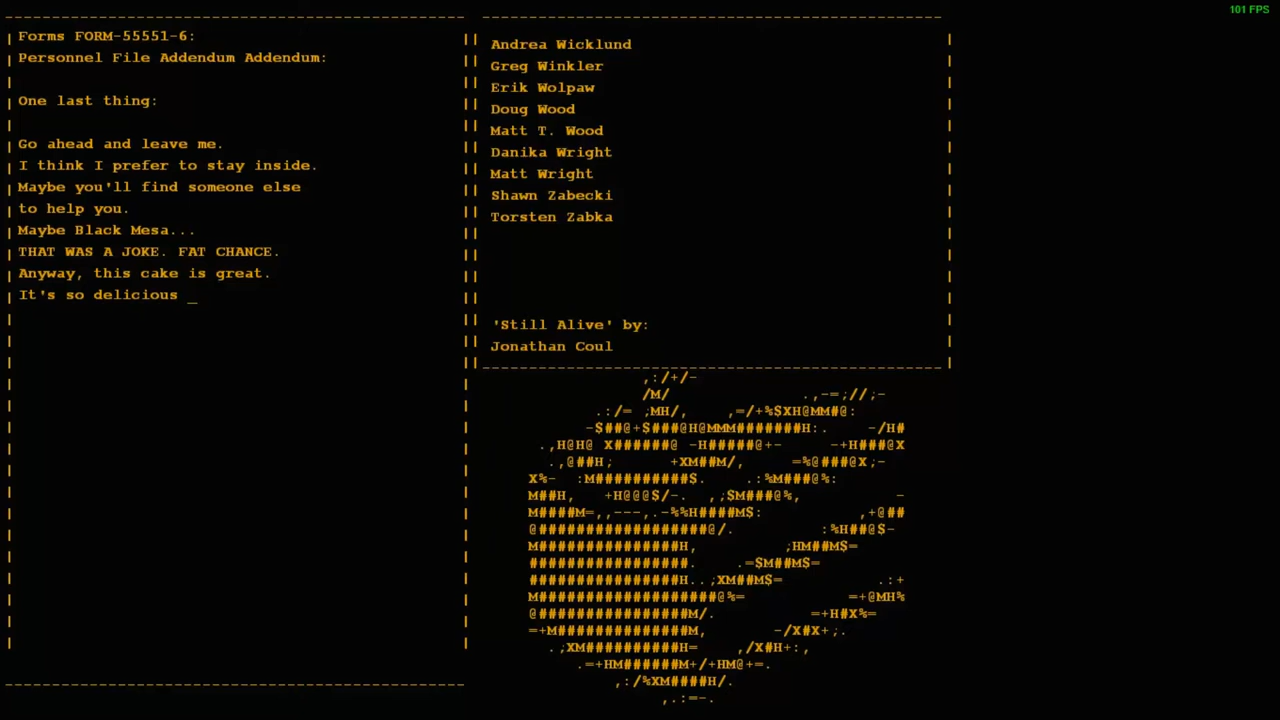 101 FPS
Forms FORM-55551-6:
Personnel File Addendum Addendum:
One last thing:
Go ahead and leave me.
I think I prefer to stay inside.
Maybe you'll find someone else
to help you.
Maybe Black Mesa...
THAT WAS A JOKE. FAT CHANCE.
Anyway, this cake is great.
It's so delicious _
Andrea Wicklund
Greg Winkler
Erik Wolpaw
Doug Wood
Matt T. Wood
Danika Wright
Matt Wright
Shawn Zabecki
Torsten Zabka
'Still Alive' by:
Jonathan Coul